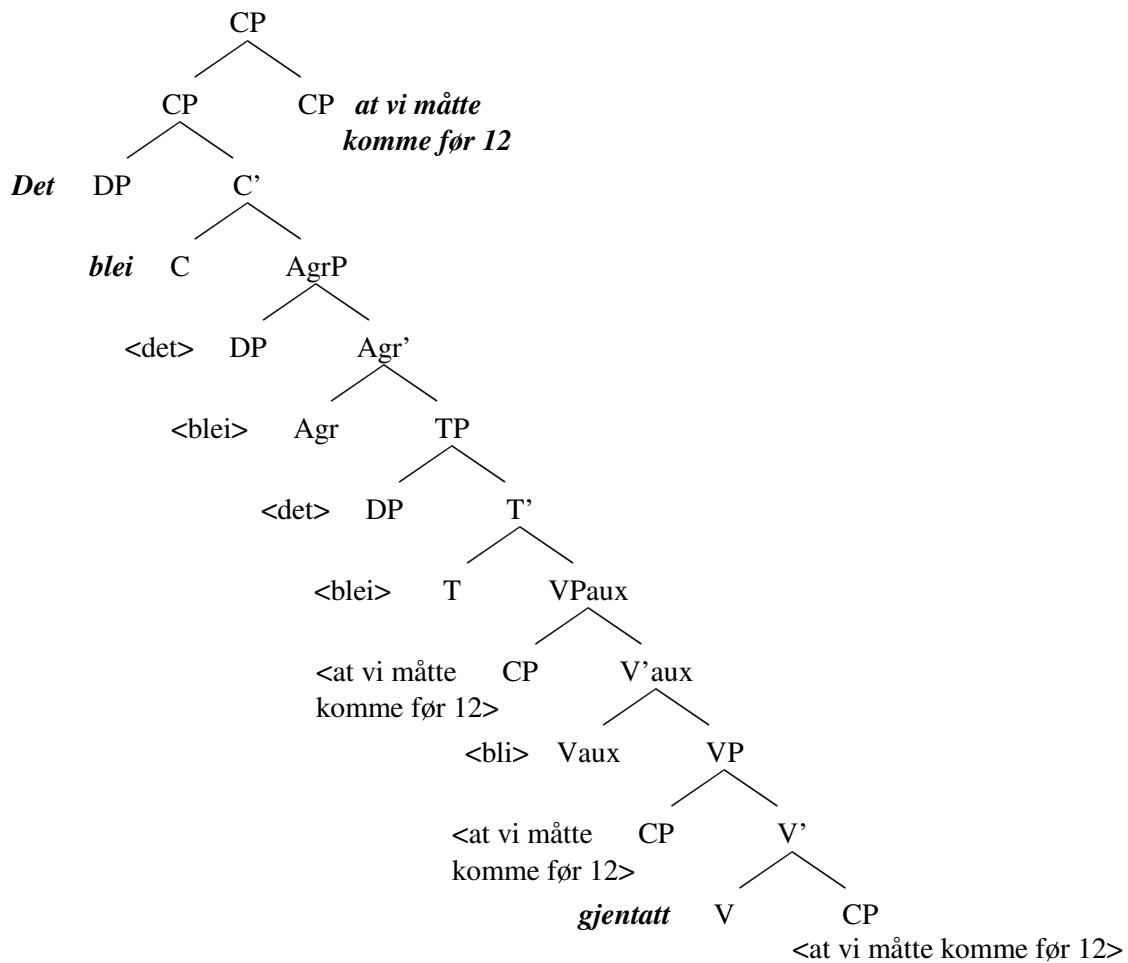 CP
CP CP at vi måtte
komme før 12
Det DP C’
blei C AgrP
<det> DP Agr’
<blei> Agr TP
<det> DP T’
<blei> T VPaux
<at vi måtte CP V’aux
komme før 12>
<bli> Vaux VP
<at vi måtte CP V’
komme før 12>
gjentatt V CP
<at vi måtte komme før 12>